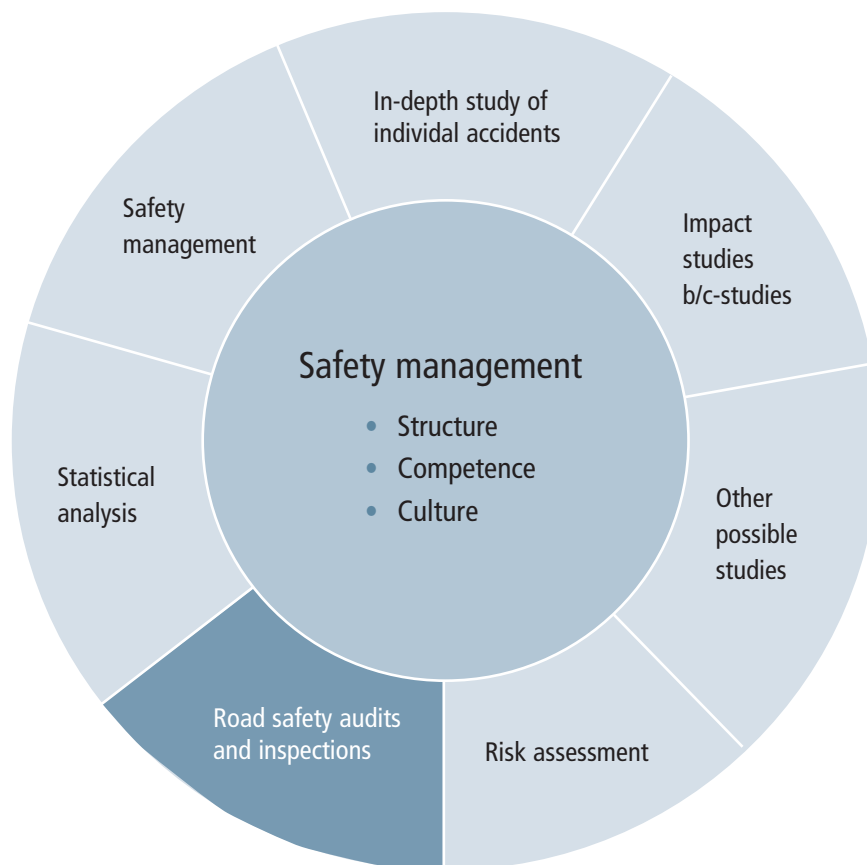 In-depth study of
individal accidents
Safety
management
Impact
studies
b/c-studies
Safety management
• Structure
• Competence
• Culture
Statistical
analysis
Other
possible
studies
Road safety audits
and inspections
Risk assessment